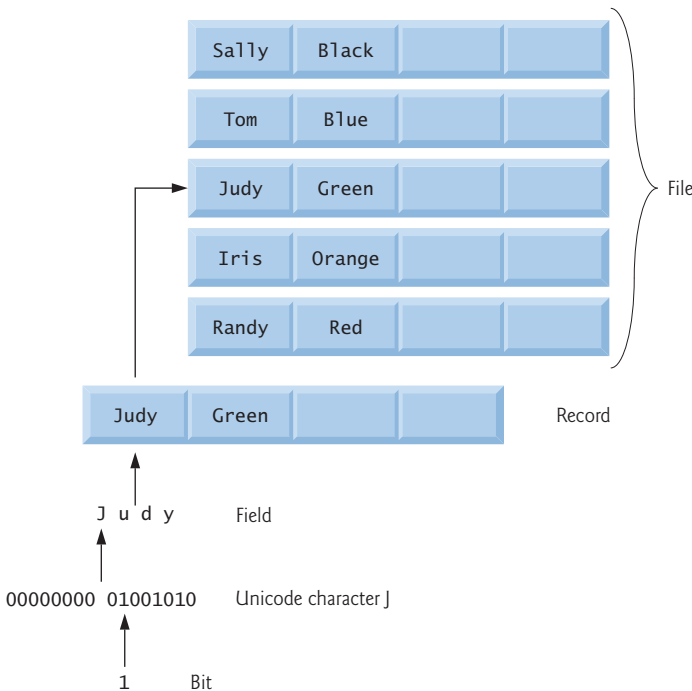 Sally Black
Tom Blue
Judy Green File
Iris Orange
Randy Red
Judy Green Record
J u d y Field
00000000 01001010 Unicode character J
1 Bit